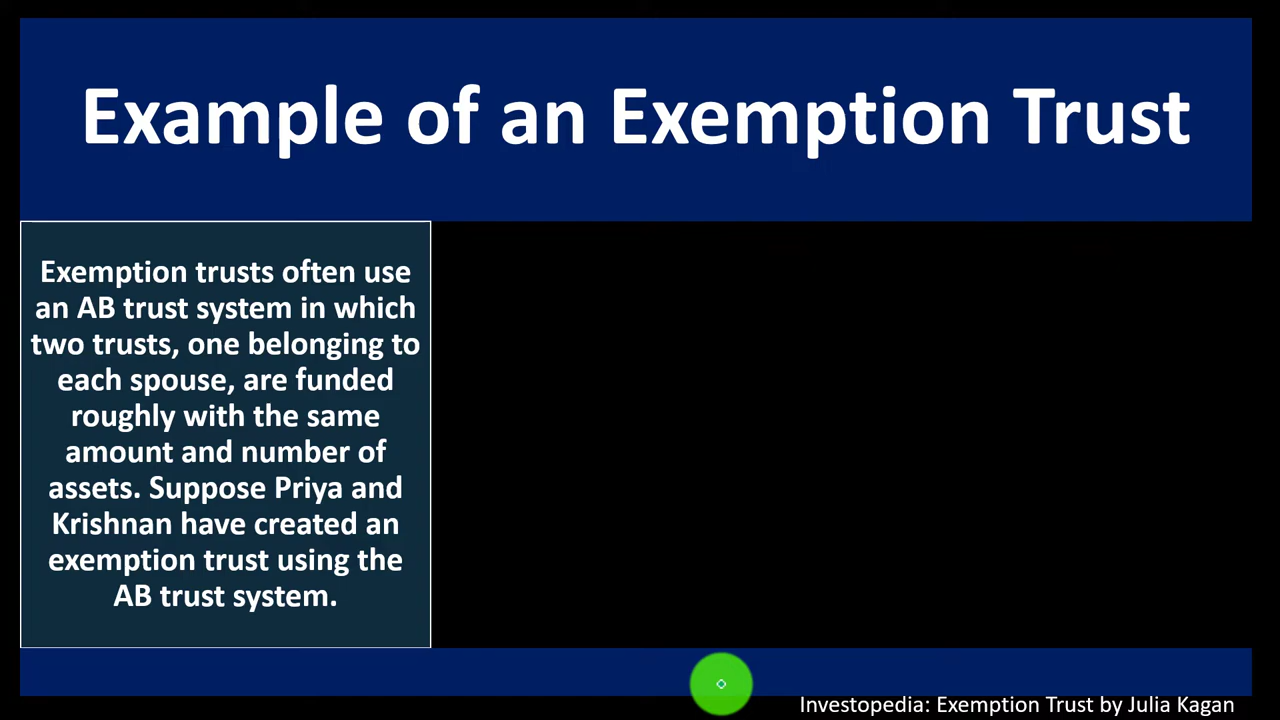 Example of an Exemption Trust
Exemption trusts often use
an AB trust system in which
two trusts, one belonging to
each spouse, are funded
roughly with the same
amount and number of
assets. Suppose Priya and
Krishnan have created an
exemption trust using the
AB trust system.
Investopedia: Exemption Trust by Julia Kagan